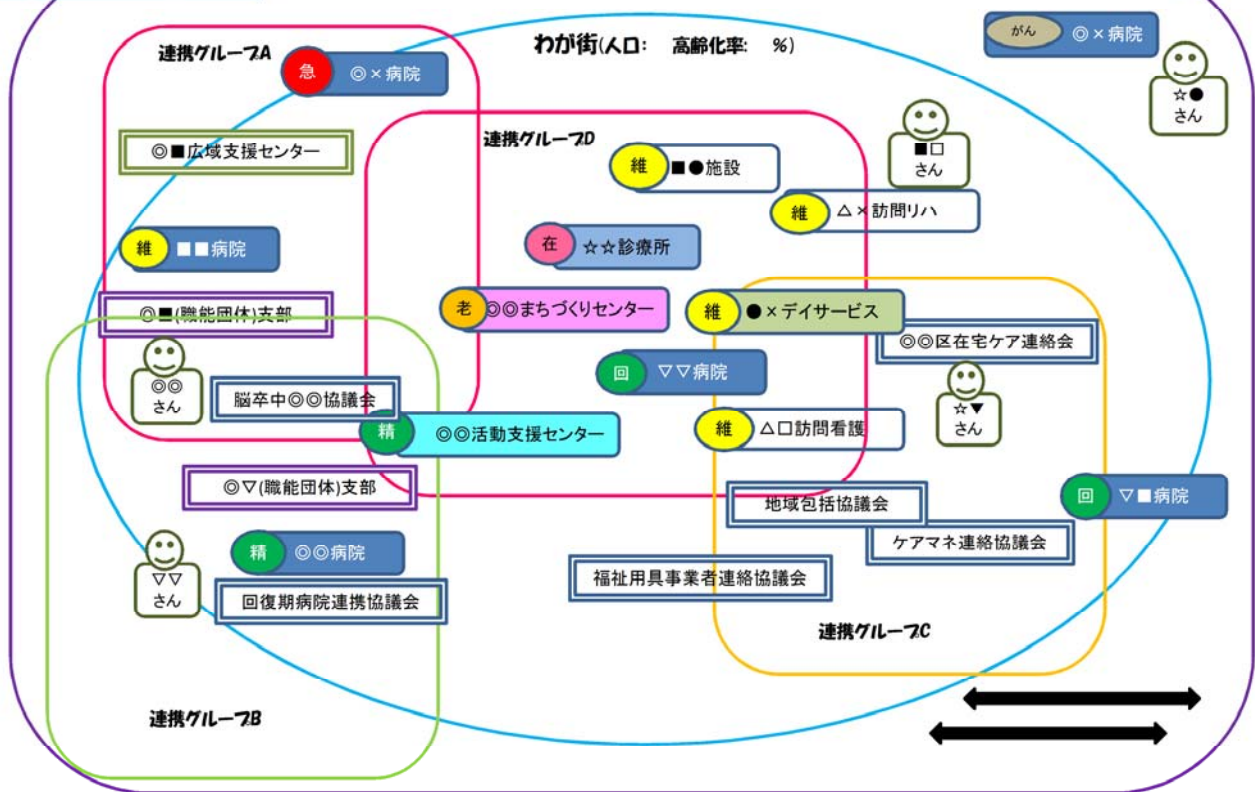 わが街(人口:　高齢化率:　%)
がん ◎×病院
☆●
さん
連携グループA
急 ◎×病院
◎■広域支援センター
連携グループD
維 ■●施設
■□
さん
維 △×訪問リハ
維 ■■病院
在 ☆☆診療所
◎■(職能団体)支部
老 ◎◎まちづくりセンター
維 ●×デイサービス
◎◎区在宅ケア連絡会
◎◎
さん
脳卒中◎◎協議会
回 ▽▽病院
☆▼
さん
精 ◎◎活動支援センター
維 △□訪問看護
◎▽(職能団体)支部
地域包括協議会
回 ▽■病院
ケアマネ連絡協議会
▽▽
さん
精 ◎◎病院
回復期病院連携協議会
福祉用具事業者連絡協議会
連携グループC
連携グループB